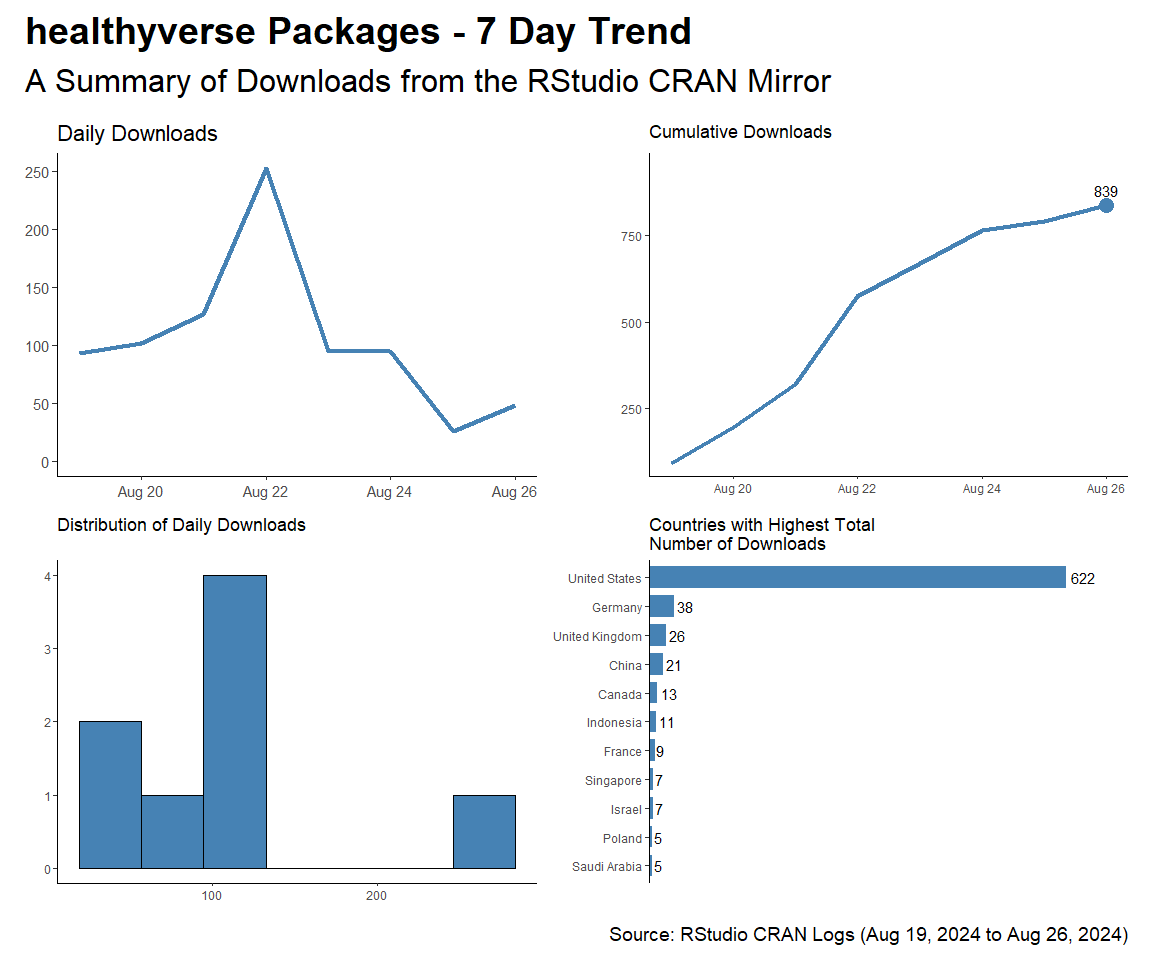 healthyverse Packages - 7 Day Trend
A Summary of Downloads from the RStudio CRAN Mirror
Daily Downloads
250
200
150
100
50
0
Aug 20 Aug 22 Aug 24 Aug 26
Cumulative Downloads
839
750
500
250
Aug 20 Aug 22 Aug 24 Aug 26
Distribution of Daily Downloads
4
3
2
1
0
100 200
Countries with Highest Total
Number of Downloads
United States 622
Germany 38
United Kingdom 26
China 21
Canada 13
Indonesia 11
France 9
Singapore 7
Israel 7
Poland 5
Saudi Arabia 5
Source: RStudio CRAN Logs (Aug 19, 2024 to Aug 26, 2024)